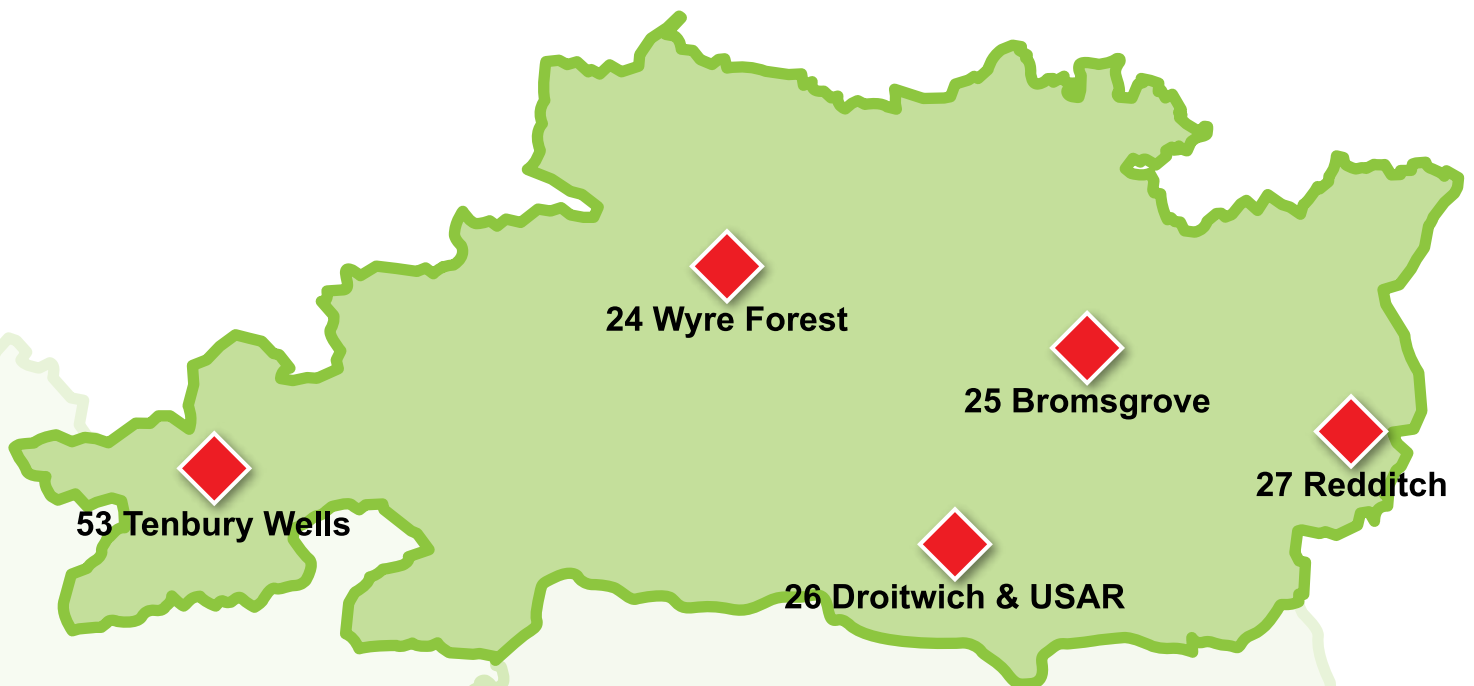 24 Wyre Forest
25 Bromsgrove
27 Redditch
53 Tenbury Wells
26 Droitwich & USAR